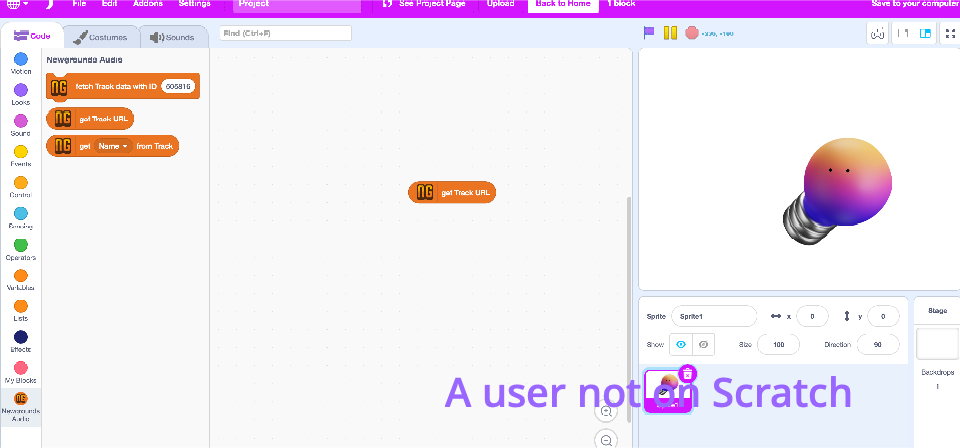 File Edit Addons Settings Project See Project Page Upload Back to Home 1 block Save to your computer
Code Costumes Sounds Find (Ctrl+F)
Newgrounds Audio
Motion
Looks
Sound
Events
Control
Sensing
Operators
Variables
Lists
Effects
My Blocks
Newgrounds
Audio
NG fetch Track data with ID 605816
NG get Track URL
NG get Name from Track
NG get Track URL
Sprite Sprite1 x 0 y 0
Show Size 100 Direction 90
Stage
Backdrops
1
A user not on Scratch